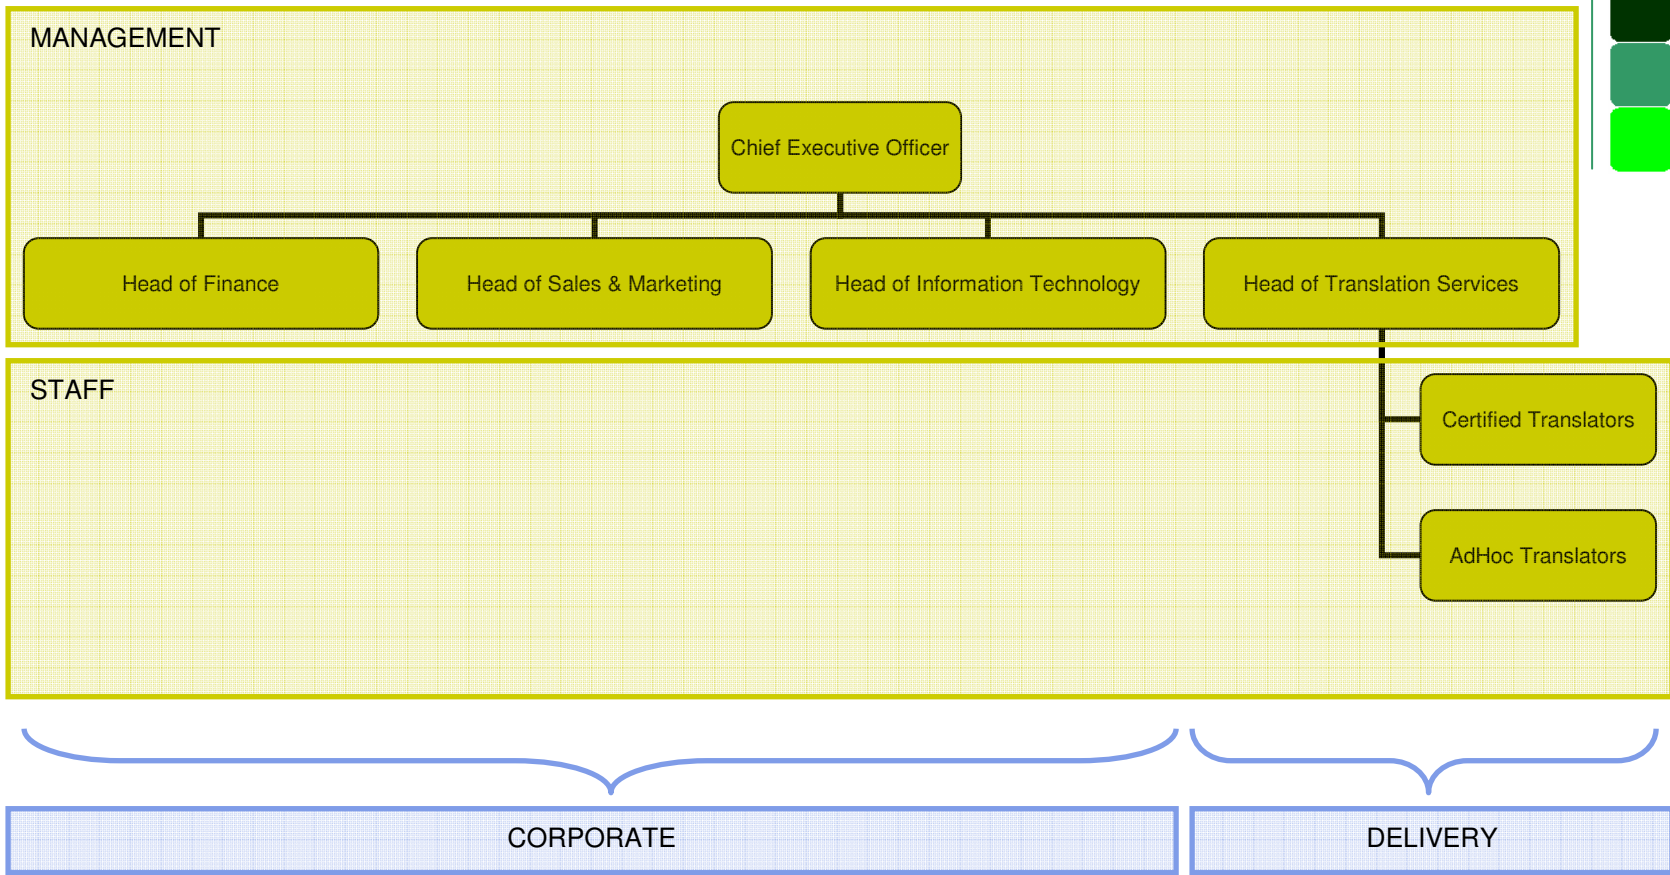 MANAGEMENT
Chief Executive Officer
Head of Finance
Head of Sales & Marketing
Head of Information Technology
Head of Translation Services
STAFF
Certified Translators
AdHoc Translators
CORPORATE
DELIVERY